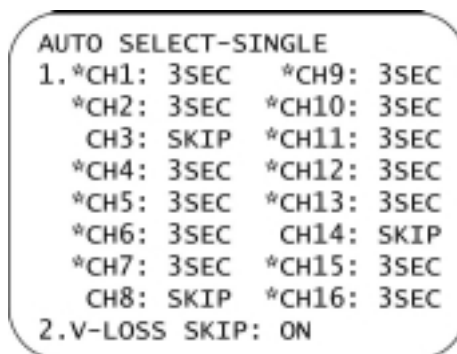 AUTO SELECT-SINGLE
1.*CH1: 3SEC *CH9: 3SEC
*CH2: 3SEC *CH10: 3SEC
CH3: SKIP *CH11: 3SEC
*CH4: 3SEC *CH12: 3SEC
*CH5: 3SEC *CH13: 3SEC
*CH6: 3SEC CH14: SKIP
*CH7: 3SEC *CH15: 3SEC
CH8: SKIP *CH16: 3SEC
2.V-LOSS SKIP: ON